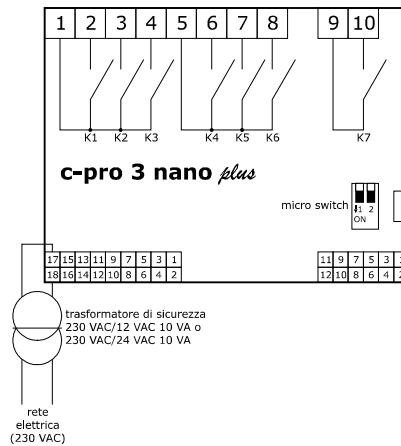 1 2 3 4 5 6 7 8 9 10
K1 K2 K3 K4 K5 K6 K7
c-pro 3 nano plus
micro switch
1 2
ON
17 15 13 11 9 7 5 3 1
18 16 14 12 10 8 6 4 2
11 9 7 5 3
12 10 8 6 4
trasformatore di sicurezza
230 VAC/12 VAC 10 VA o
230 VAC/24 VAC 10 VA
rete
elettrica
(230 VAC)